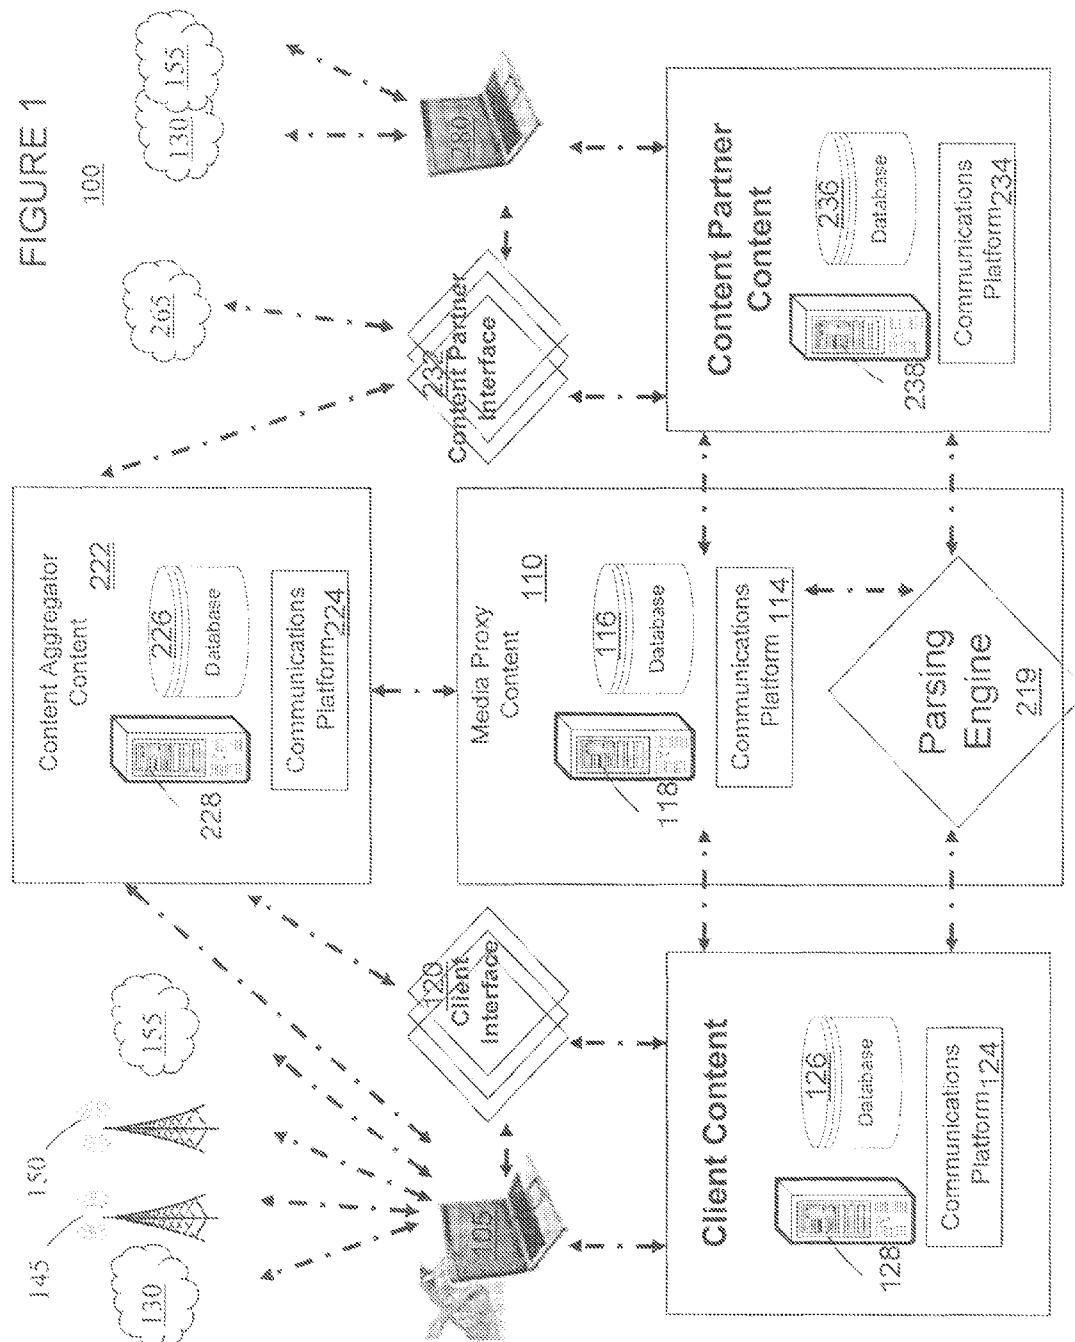 FIGURE 1
100
145
150
130
155
265
130
155
Content Aggregator
Content
222
228
226
Database
Communications
Platform 224
105
120
Client
Interface
232
Content Partner
Interface
Media Proxy
Content
110
118
116
Database
Communications
Platform 114
Parsing
Engine
219
Client Content
128
126
Database
Communications
Platform 124
Content Partner
Content
238
236
Database
Communications
Platform 234